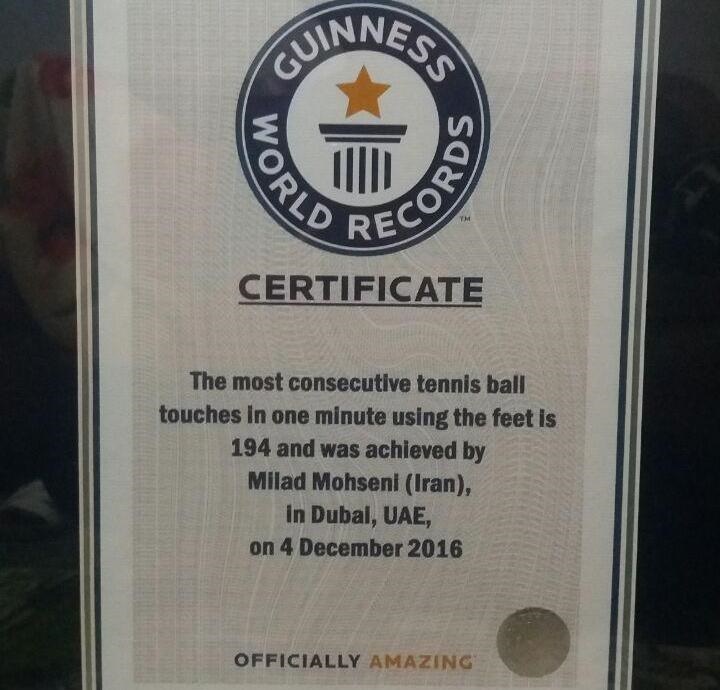 GUINNESS
WORLD RECORDS
TM
CERTIFICATE
The most consecutive tennis ball
touches in one minute using the feet is
194 and was achieved by
Milad Mohseni (Iran),
in Dubai, UAE,
on 4 December 2016
OFFICIALLY AMAZING